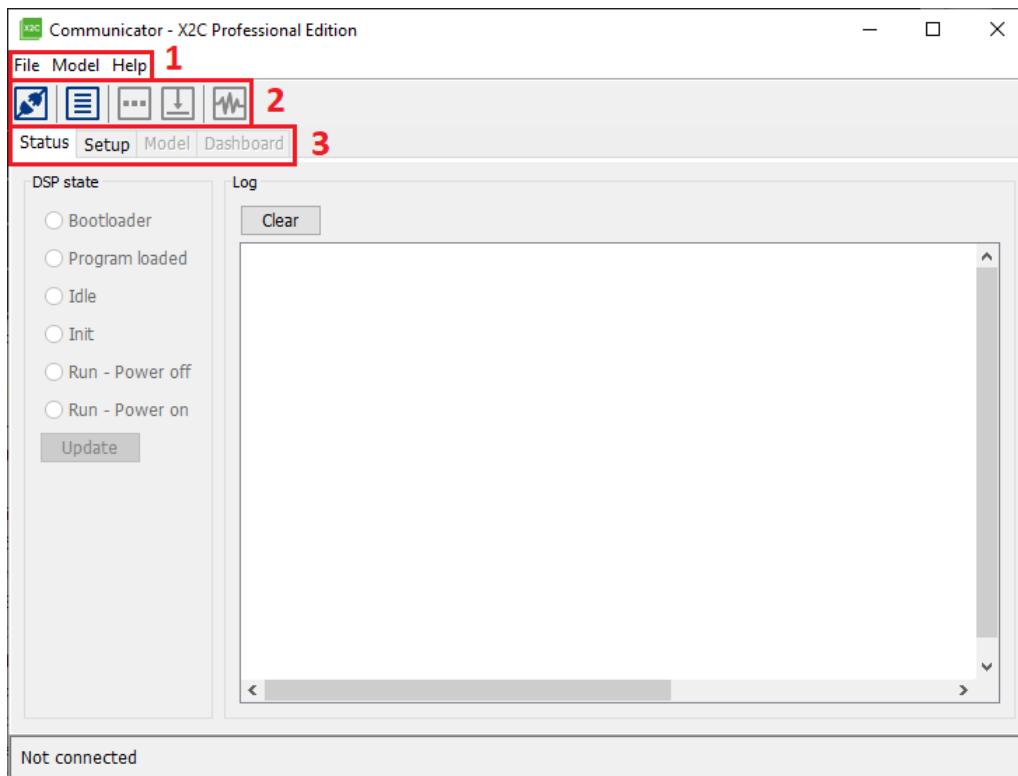 X2C Communicator - X2C Professional Edition
File Model Help 1
2
Status Setup Model Dashboard 3
DSP state
Bootloader
Program loaded
Idle
Init
Run - Power off
Run - Power on
Update
Log
Clear
Not connected